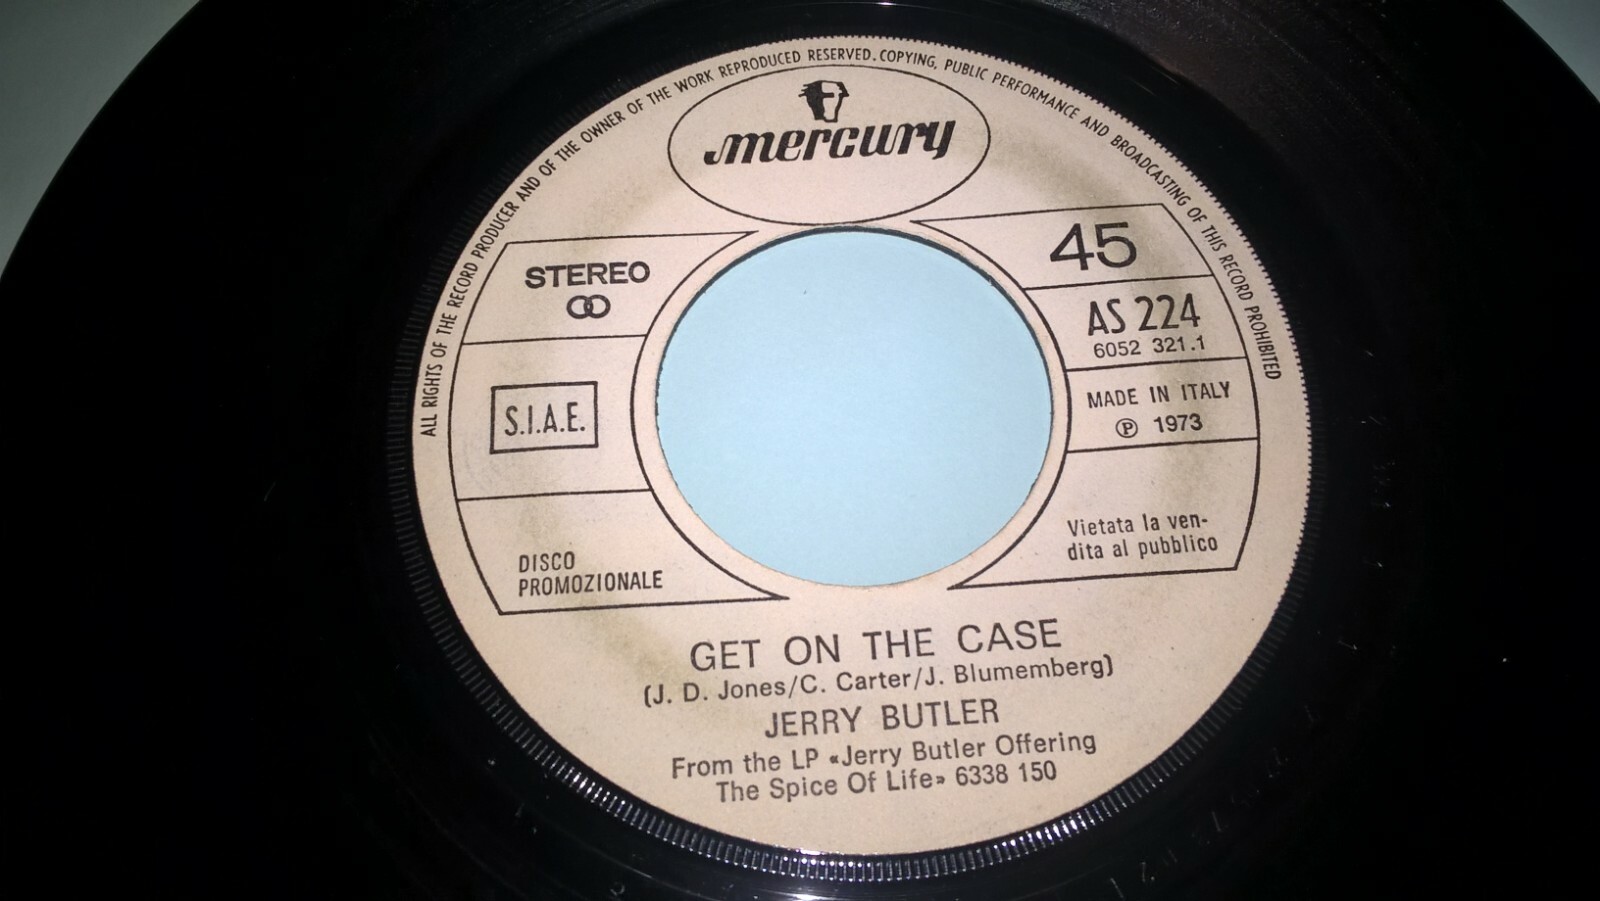 ALL RIGHTS OF THE RECORD PRODUCER AND OF THE OWNER OF THE WORK REPRODUCED RESERVED. COPYING, PUBLIC PERFORMANCE AND BROADCASTING OF THIS RECORD PROHIBITED
mercury
STEREO
S.I.A.E.
DISCO
PROMOZIONALE
45
AS 224
6052 321.1
MADE IN ITALY
℗ 1973
Vietata la ven-
dita al pubblico
GET ON THE CASE
(J. D. Jones/C. Carter/J. Blumemberg)
JERRY BUTLER
From the LP «Jerry Butler Offering
The Spice Of Life» 6338 150